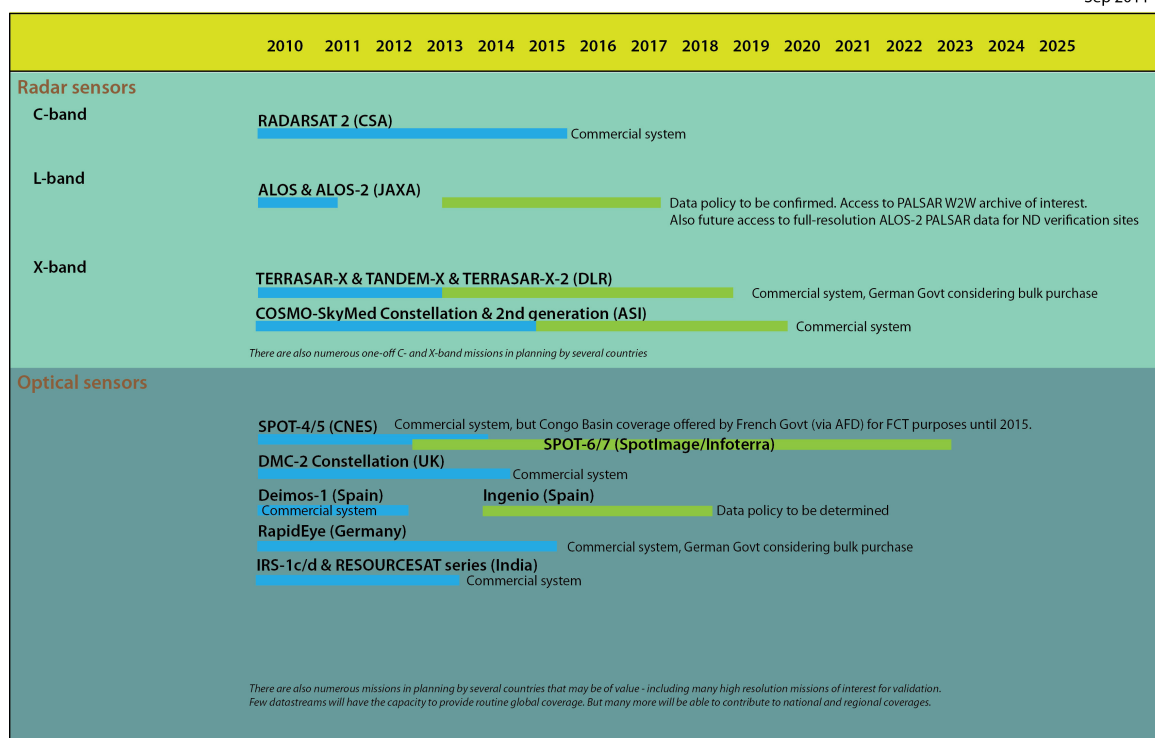 Sep 2011
2010 2011 2012 2013 2014 2015 2016 2017 2018 2019 2020 2021 2022 2023 2024 2025
Radar sensors
C-band
RADARSAT 2 (CSA)
Commercial system
L-band
ALOS & ALOS-2 (JAXA)
Data policy to be confirmed. Access to PALSAR W2W archive of interest.
Also future access to full-resolution ALOS-2 PALSAR data for ND verification sites
X-band
TERRASAR-X & TANDEM-X & TERRASAR-X-2 (DLR)
Commercial system, German Govt considering bulk purchase
COSMO-SkyMed Constellation & 2nd generation (ASI)
Commercial system
There are also numerous one-off C- and X-band missions in planning by several countries
Optical sensors
SPOT-4/5 (CNES) Commercial system, but Congo Basin coverage offered by French Govt (via AFD) for FCT purposes until 2015.
SPOT-6/7 (SpotImage/Infoterra)
DMC-2 Constellation (UK)
Commercial system
Deimos-1 (Spain) Ingenio (Spain)
Commercial system Data policy to be determined
RapidEye (Germany)
Commercial system, German Govt considering bulk purchase
IRS-1c/d & RESOURCESAT series (India)
Commercial system
There are also numerous missions in planning by several countries that may be of value - including many high resolution missions of interest for validation.
Few datastreams will have the capacity to provide routine global coverage. But many more will be able to contribute to national and regional coverages.